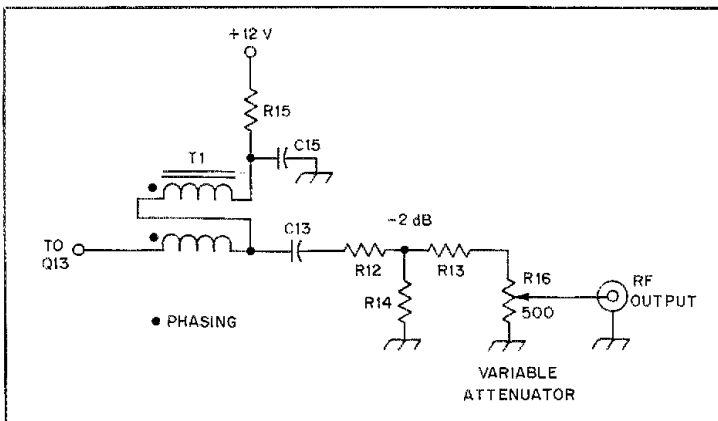 +12 V
R15
C15
T1
C13
-2 dB
TO
Q13
R12
R13
R14
R16
500
RF
OUTPUT
● PHASING
VARIABLE
ATTENUATOR